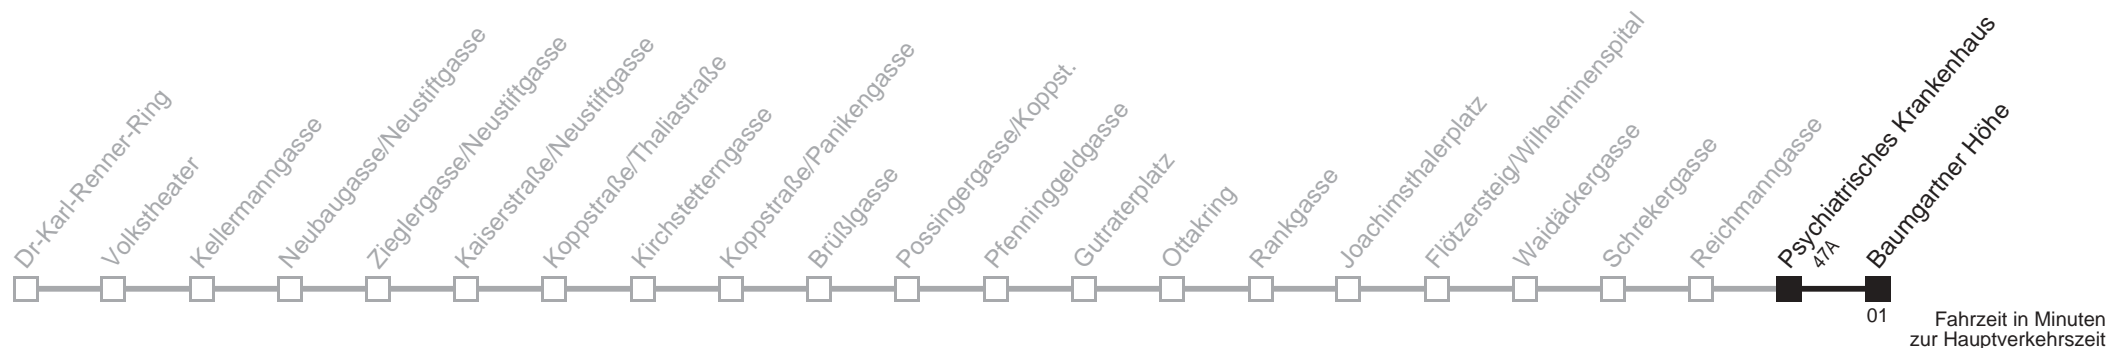 Dr-Karl-Renner-Ring
Volkstheater
Kellermanngasse
Neubaugasse/Neustiftgasse
Zieglergasse/Neustiftgasse
Kaiserstraße/Neustiftgasse
Koppstraße/Thaliastraße
Kirchstetterngasse
Koppstraße/Panikengasse
Brüßlgasse
Possingergasse/Koppst.
Pfenninggeldgasse
Gutraterplatz
Ottakring
Rankgasse
Joachimsthalerplatz
Flötzersteig/Wilhelminenspital
Waidäckergasse
Schrekergasse
Reichmanngasse
Psychiatrisches Krankenhaus
47A
Baumgartner Höhe
01
Fahrzeit in Minuten
zur Hauptverkehrszeit